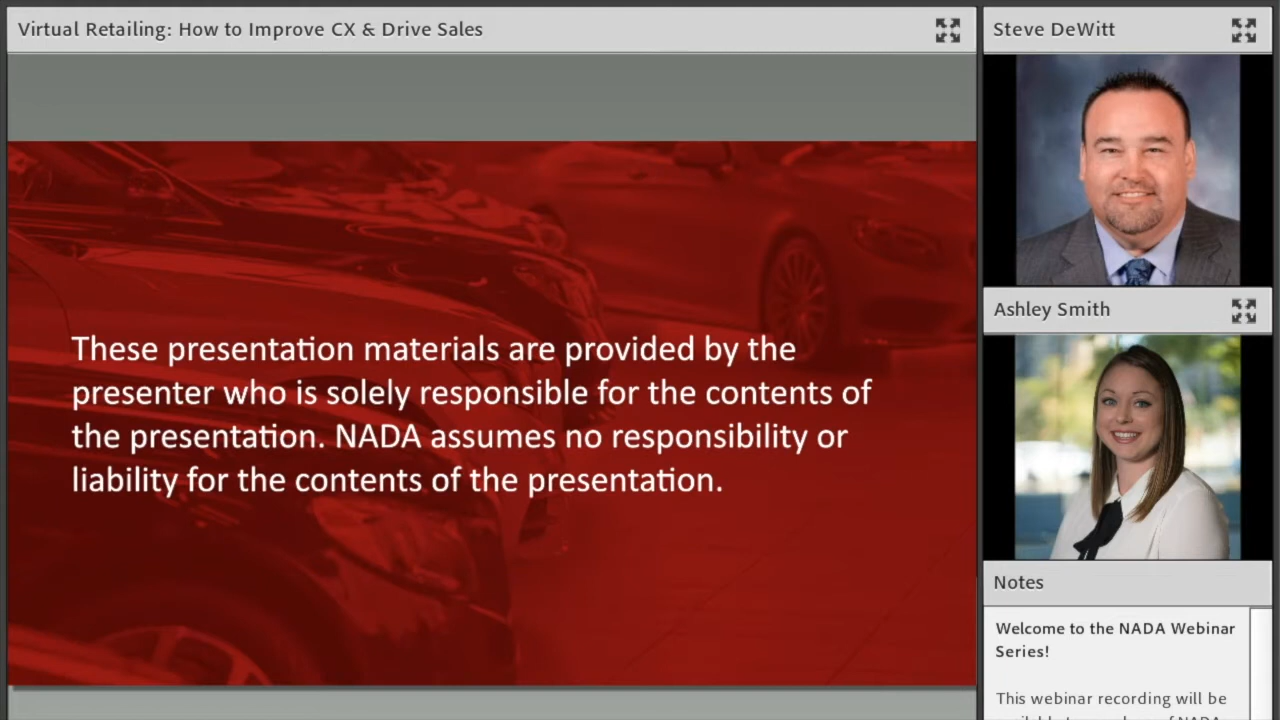 Virtual Retailing: How to Improve CX & Drive Sales
These presentation materials are provided by the
presenter who is solely responsible for the contents of
the presentation. NADA assumes no responsibility or
liability for the contents of the presentation.
Steve DeWitt
Ashley Smith
Notes
Welcome to the NADA Webinar
Series!
This webinar recording will be